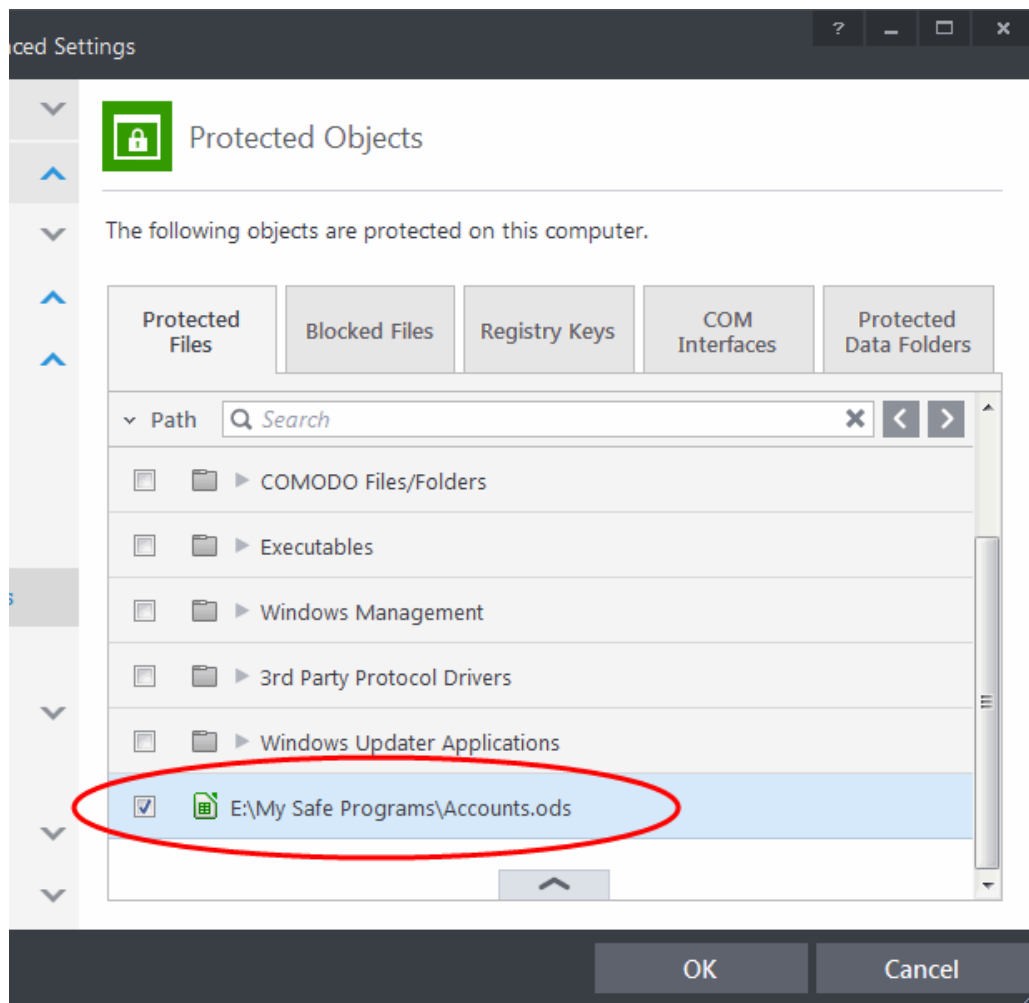 ced Settings
?
Protected Objects
The following objects are protected on this computer.
Protected
Files
Blocked Files
Registry Keys
COM
Interfaces
Protected
Data Folders
Path
Search
COMODO Files/Folders
Executables
Windows Management
3rd Party Protocol Drivers
Windows Updater Applications
E:\My Safe Programs\Accounts.ods
s
OK
Cancel